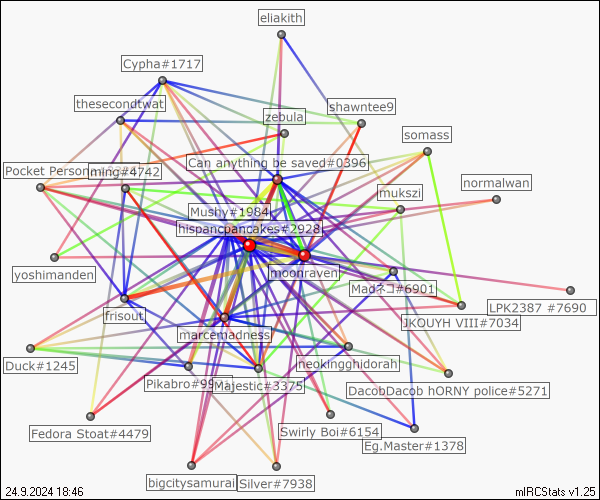 eliakith
Cypha#1717
thesecondtwat
shawntee9
zebula
somass
Can anything be saved#0396
Pocket Person
ming#4742
normalwan
mukszi
Mushy#1984
hispancpancakes#2928
moonraven
yoshimanden
Madネコ#6901
LPK2387 #7690
frisout
JKOUYH VIII#7034
marcemadness
Duck#1245
neokingghidorah
Pikabro#99
Majestic#3375
DacobDacob hORNY police#5271
Fedora Stoat#4479
Swirly Boi#6154
Eg.Master#1378
bigcitysamurai
Silver#7938
24.9.2024 18:46
mIRCStats v1.25